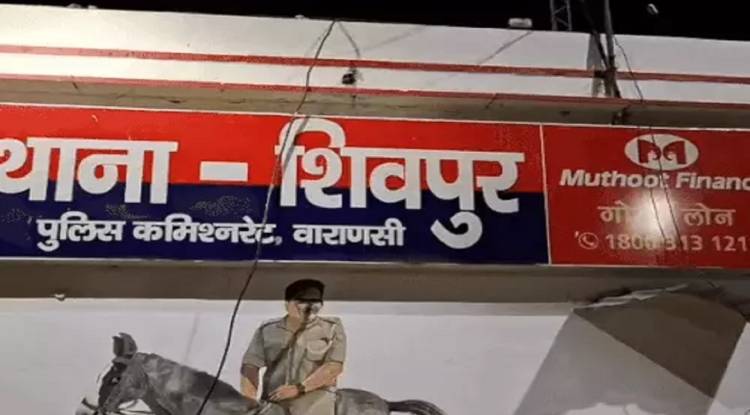 थाना - शिवपुर
पुलिस कमिश्नरेट, वाराणसी
Muthoot Financ
लोन
1800 313 121